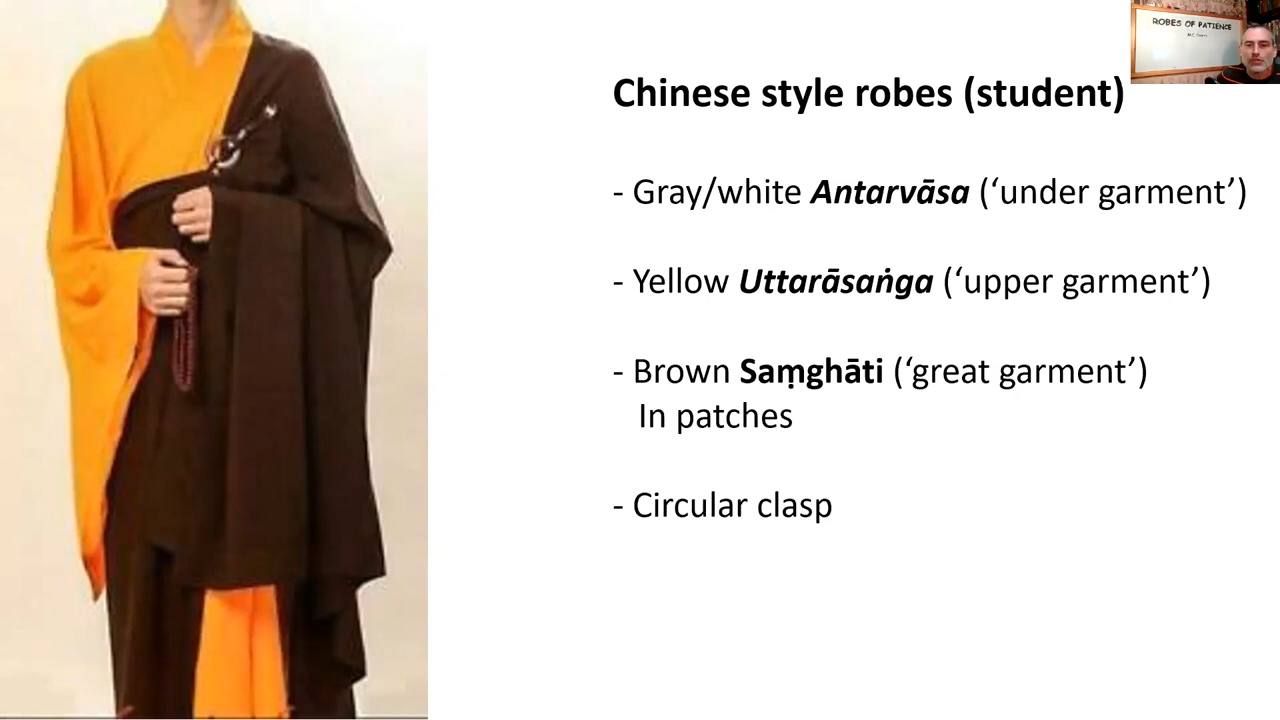 Chinese style robes (student)
- Gray/white Antarvāsa (‘under garment’)
- Yellow Uttarāsaṅga (‘upper garment’)
- Brown Saṃghāti (‘great garment’)
In patches
- Circular clasp
ROBES OF PATIENCE